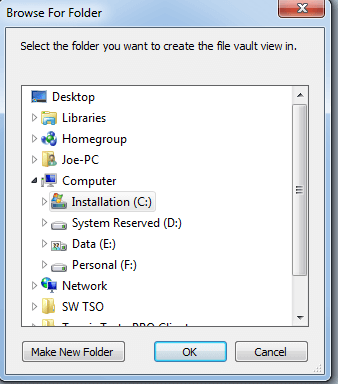 Browse For Folder
Select the folder you want to create the file vault view in.
Desktop
Libraries
Homegroup
Joe-PC
Computer
Installation (C:)
System Reserved (D:)
Data (E:)
Personal (F:)
Network
SW TSO
Make New Folder OK Cancel